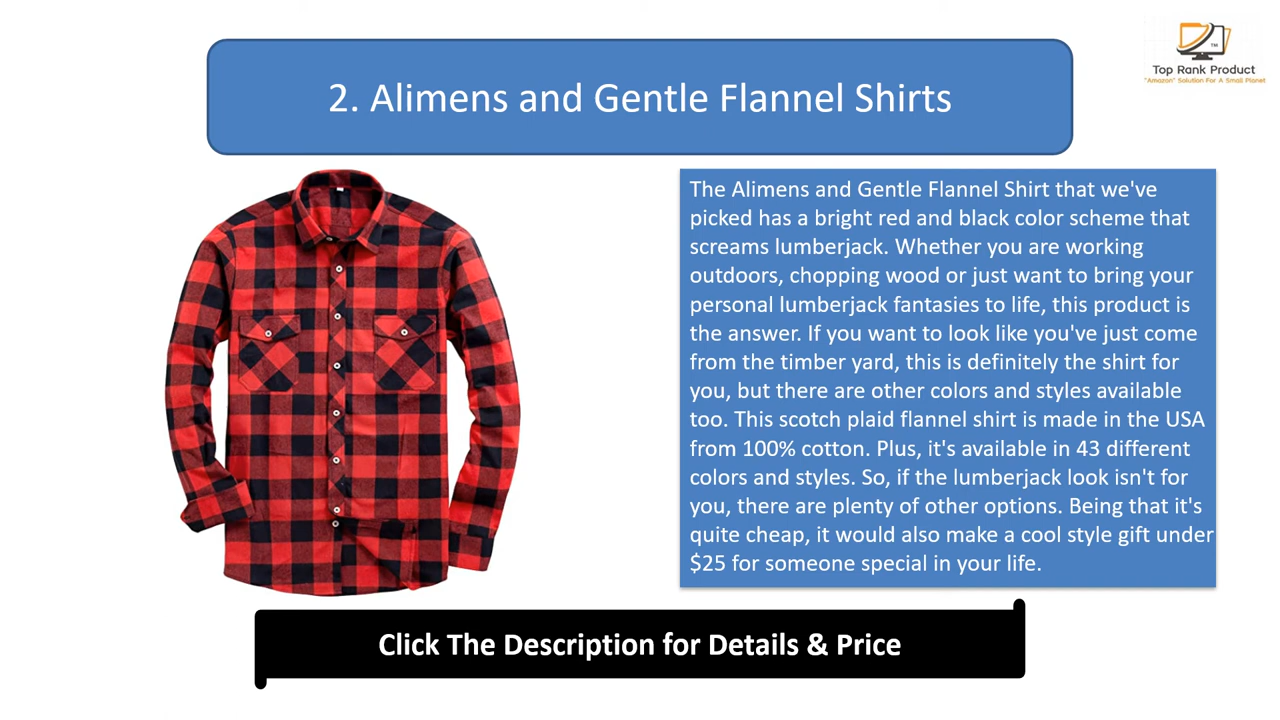 Top Rank Product
"Amazon" Solution For A Small Planet
2. Alimens and Gentle Flannel Shirts
The Alimens and Gentle Flannel Shirt that we've
picked has a bright red and black color scheme that
screams lumberjack. Whether you are working
outdoors, chopping wood or just want to bring your
personal lumberjack fantasies to life, this product is
the answer. If you want to look like you've just come
from the timber yard, this is definitely the shirt for
you, but there are other colors and styles available
too. This scotch plaid flannel shirt is made in the USA
from 100% cotton. Plus, it's available in 43 different
colors and styles. So, if the lumberjack look isn't for
you, there are plenty of other options. Being that it's
quite cheap, it would also make a cool style gift under
$25 for someone special in your life.
Click The Description for Details & Price